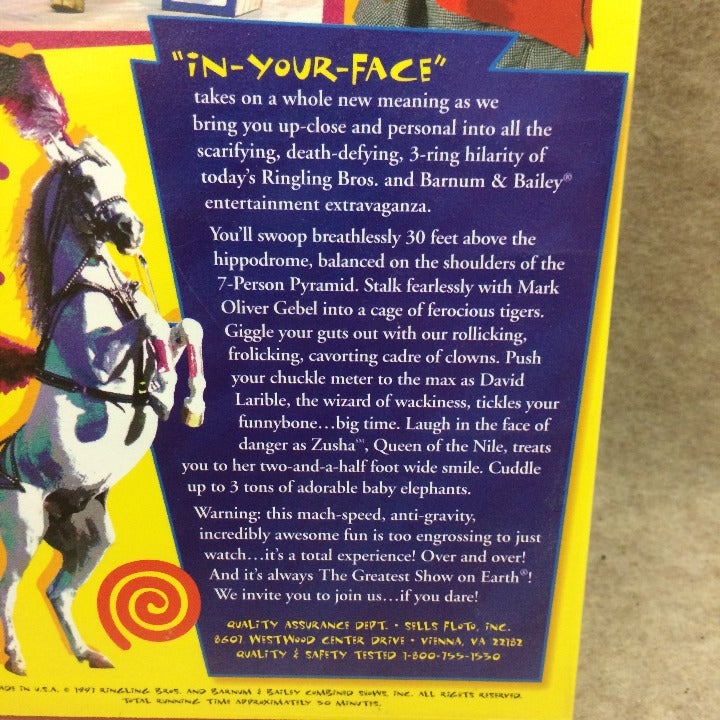 "iN-YOUR-FACE"
takes on a whole new meaning as we
bring you up-close and personal into all the
scarifying, death-defying, 3-ring hilarity of
today's Ringling Bros. and Barnum & Bailey®
entertainment extravaganza.
You'll swoop breathlessly 30 feet above the
hippodrome, balanced on the shoulders of the
7-Person Pyramid. Stalk fearlessly with Mark
Oliver Gebel into a cage of ferocious tigers.
Giggle your guts out with our rollicking,
frolicking, cavorting cadre of clowns. Push
your chuckle meter to the max as David
Larible, the wizard of wackiness, tickles your
funnybone...big time. Laugh in the face of
danger as Zusha℠, Queen of the Nile, treats
you to her two-and-a-half foot wide smile. Cuddle
up to 3 tons of adorable baby elephants.
Warning: this mach-speed, anti-gravity,
incredibly awesome fun is too engrossing to just
watch...it's a total experience! Over and over!
And it's always The Greatest Show on Earth®!
We invite you to join us...if you dare!
QUALITY ASSURANCE DEPT. • SELLS FLOTO, INC.
8607 WESTWOOD CENTER DRIVE • VIENNA, VA 22182
QUALITY & SAFETY TESTED 1-800-755-1530
IN U.S.A. © 1997 RINGLING BROS. AND BARNUM & BAILEY COMBINED SHOWS, INC. ALL RIGHTS RESERVED.
TOTAL RUNNING TIME APPROXIMATELY 50 MINUTES.